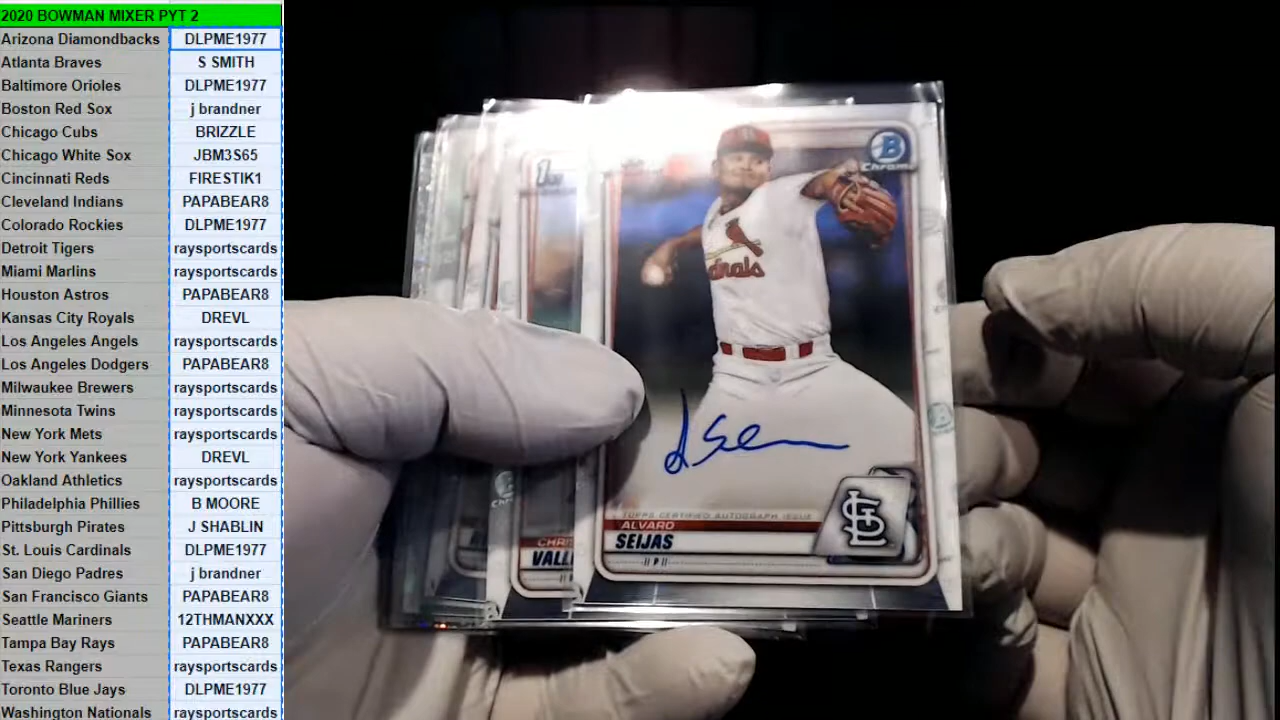 2020 BOWMAN MIXER PYT 2
Arizona Diamondbacks DLPME1977
Atlanta Braves S SMITH
Baltimore Orioles DLPME1977
Boston Red Sox j brandner
Chicago Cubs BRIZZLE
Chicago White Sox JBM3S65
Cincinnati Reds FIRESTIK1
Cleveland Indians PAPABEAR8
Colorado Rockies DLPME1977
Detroit Tigers raysportscards
Miami Marlins raysportscards
Houston Astros PAPABEAR8
Kansas City Royals DREVL
Los Angeles Angels raysportscards
Los Angeles Dodgers PAPABEAR8
Milwaukee Brewers raysportscards
Minnesota Twins raysportscards
New York Mets raysportscards
New York Yankees DREVL
Oakland Athletics raysportscards
Philadelphia Phillies B MOORE
Pittsburgh Pirates J SHABLIN
St. Louis Cardinals DLPME1977
San Diego Padres j brandner
San Francisco Giants PAPABEAR8
Seattle Mariners 12THMANXXX
Tampa Bay Rays PAPABEAR8
Texas Rangers raysportscards
Toronto Blue Jays DLPME1977
Washington Nationals raysportscards
B
Chrome
TOPPS CERTIFIED AUTOGRAPH ISSUE
ALVARO
SEIJAS
P
StL